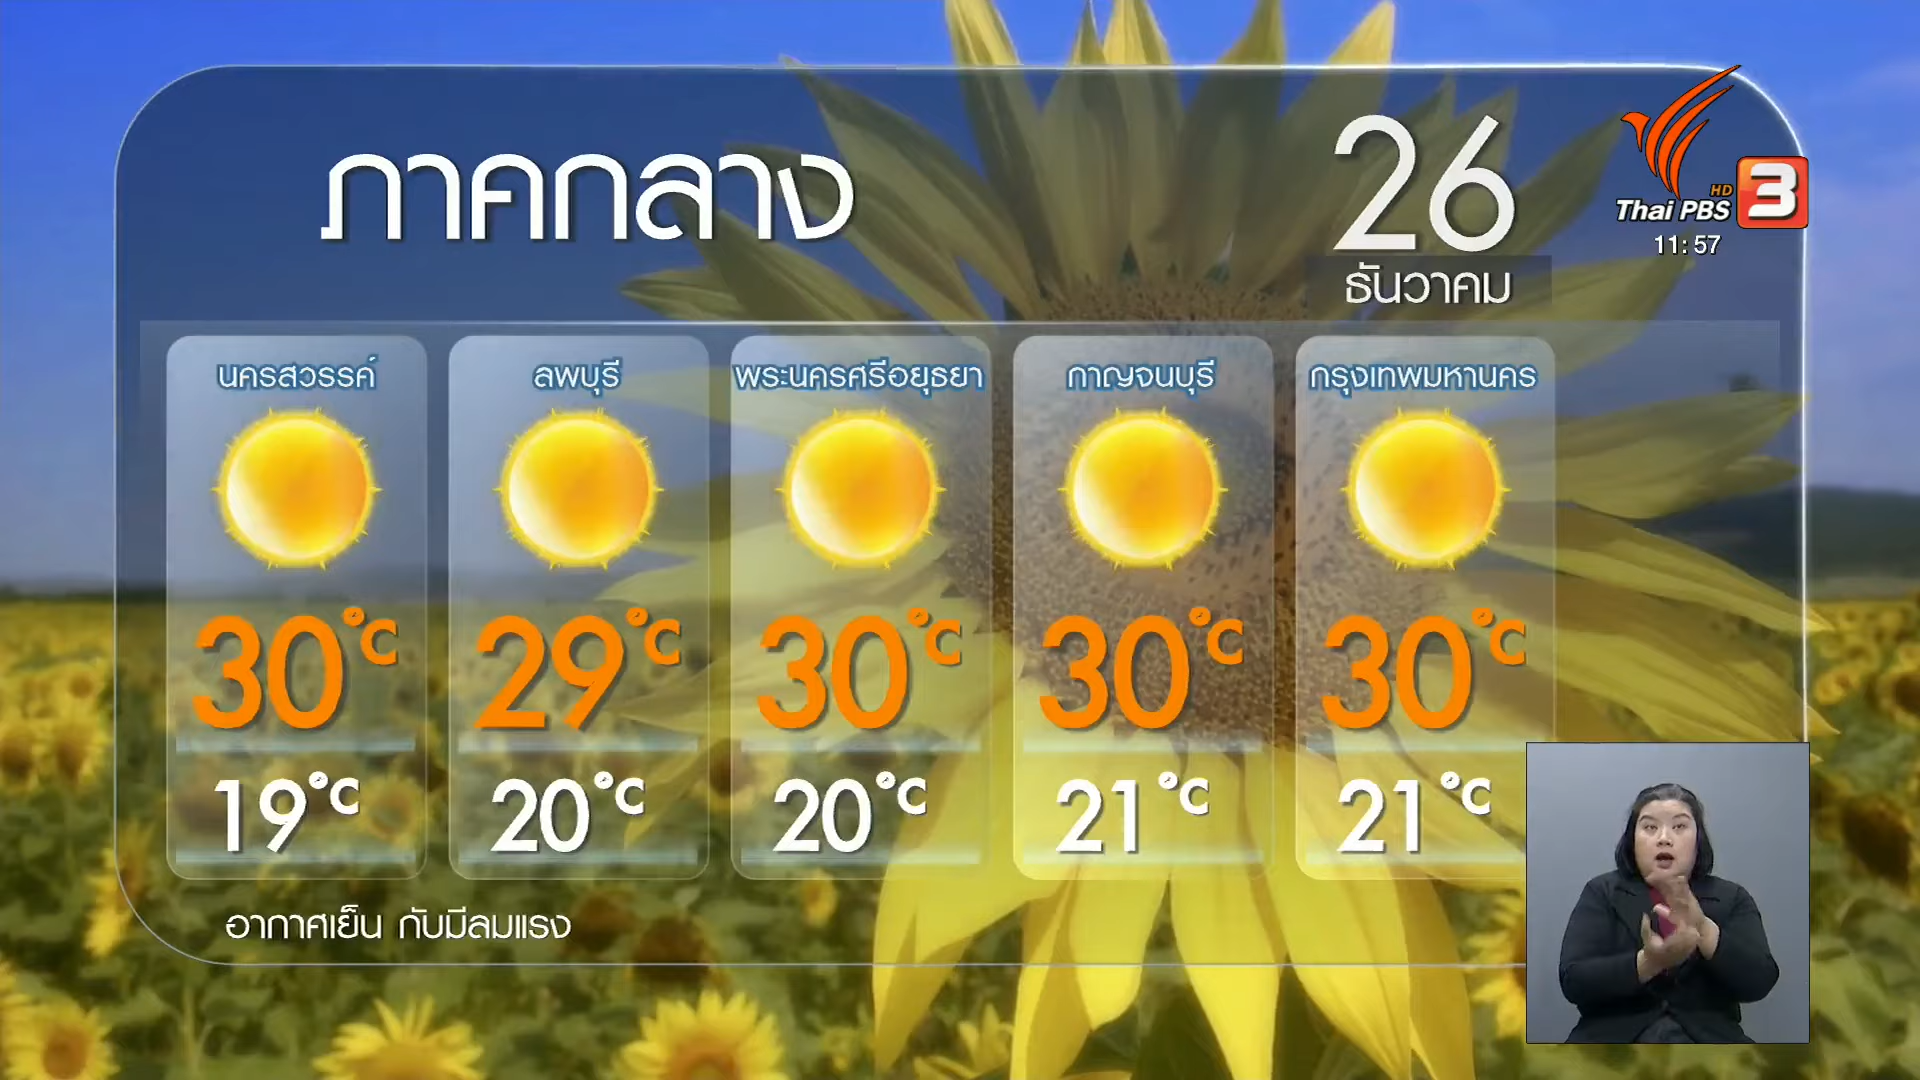 ภาคกลาง
26
ธันวาคม
Thai PBS HD 3
11:57
นครสวรรค์ ลพบุรี พระนครศรีอยุธยา กาญจนบุรี กรุงเทพมหานคร
30°C 29°C 30°C 30°C 30°C
19°C 20°C 20°C 21°C 21°C
อากาศเย็น กับมีลมแรง